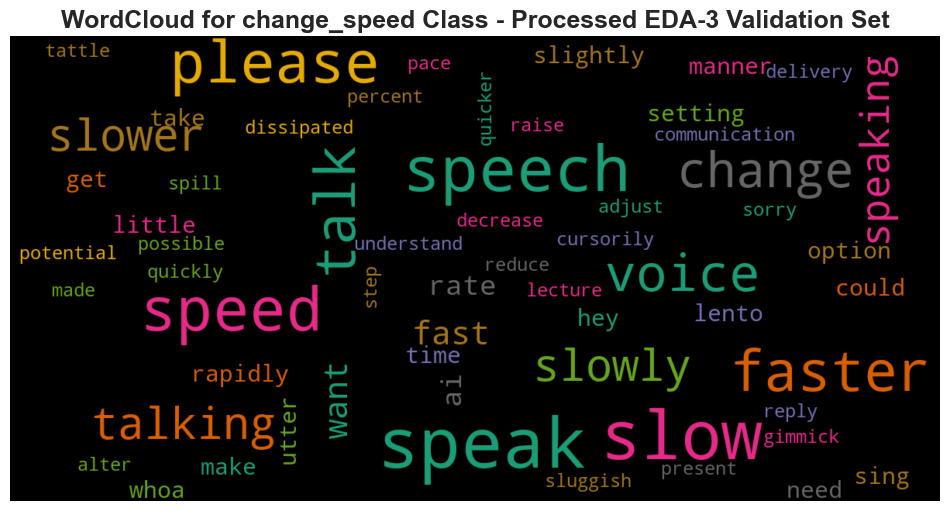 WordCloud for change_speed Class - Processed EDA-3 Validation Set
tattle
please
pace
slightly
manner
delivery
speaking
percent
quicker
take
slower
dissipated
raise
setting
communication
talk
speech
change
get
spill
adjust
sorry
little
decrease
possible
understand
cursorily
option
potential
quickly
step
reduce
made
speed
rate
lecture
voice
could
fast
hey
lento
time
slowly
rapidly
want
ai
faster
talking
utter
speak
slow
reply
gimmick
alter
make
whoa
sluggish
present
need
sing